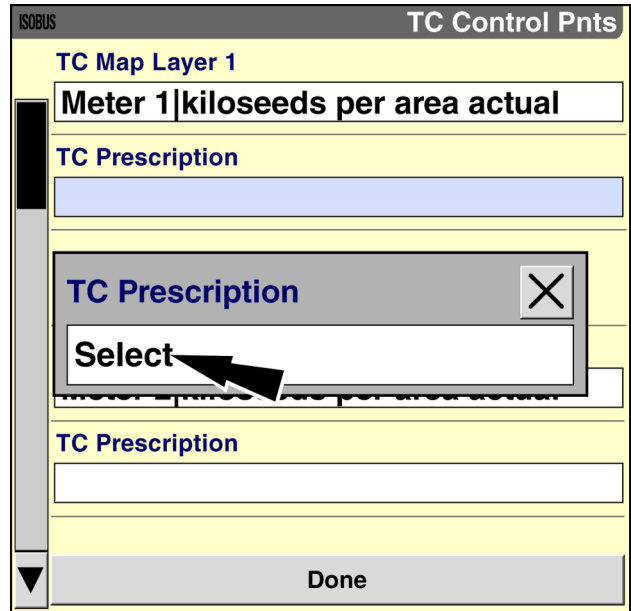 ISOBUS
TC Control Pnts
TC Map Layer 1
Meter 1|kiloseeds per area actual
TC Prescription
TC Prescription
Select
TC Prescription
Done